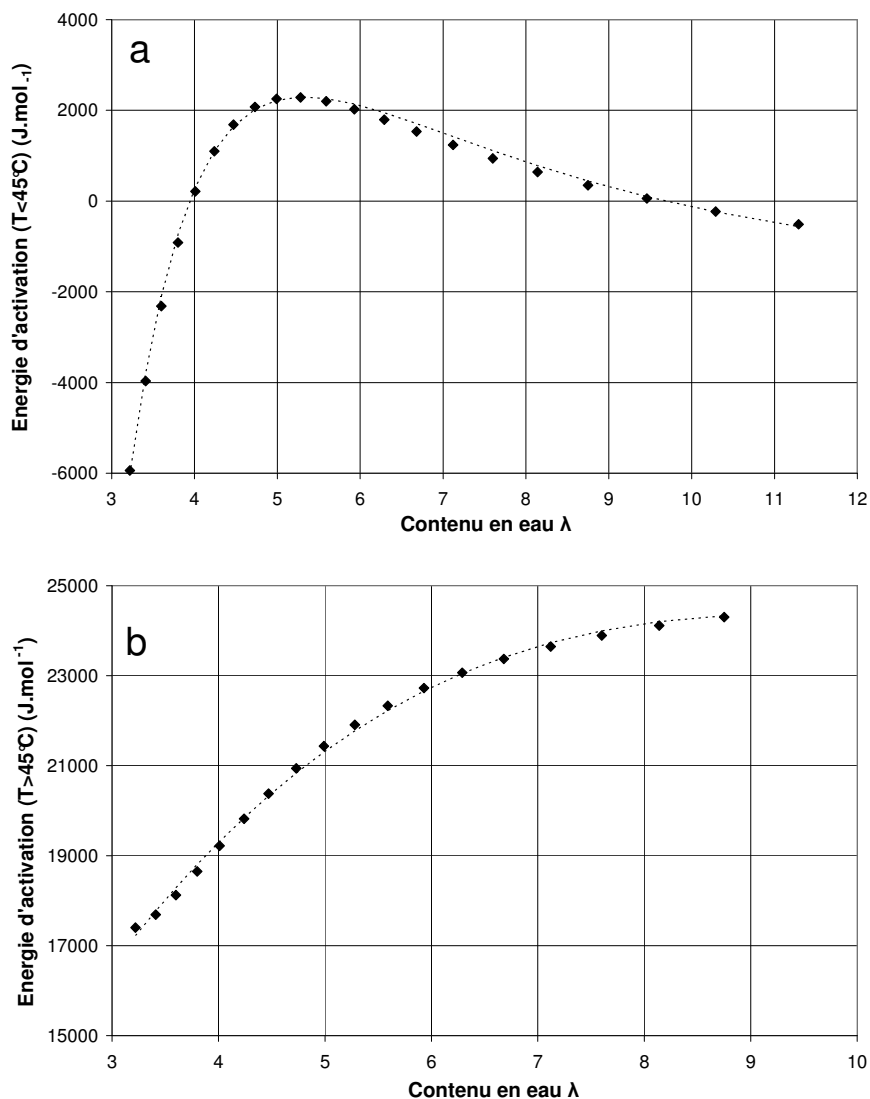 a
Energie d'activation (T<45°C) (J.mol-1)
4000
2000
0
-2000
-4000
-6000
3 4 5 6 7 8 9 10 11 12
Contenu en eau λ
b
Energie d'activation (T>45°C) (J.mol-1)
25000
23000
21000
19000
17000
15000
3 4 5 6 7 8 9 10
Contenu en eau λ